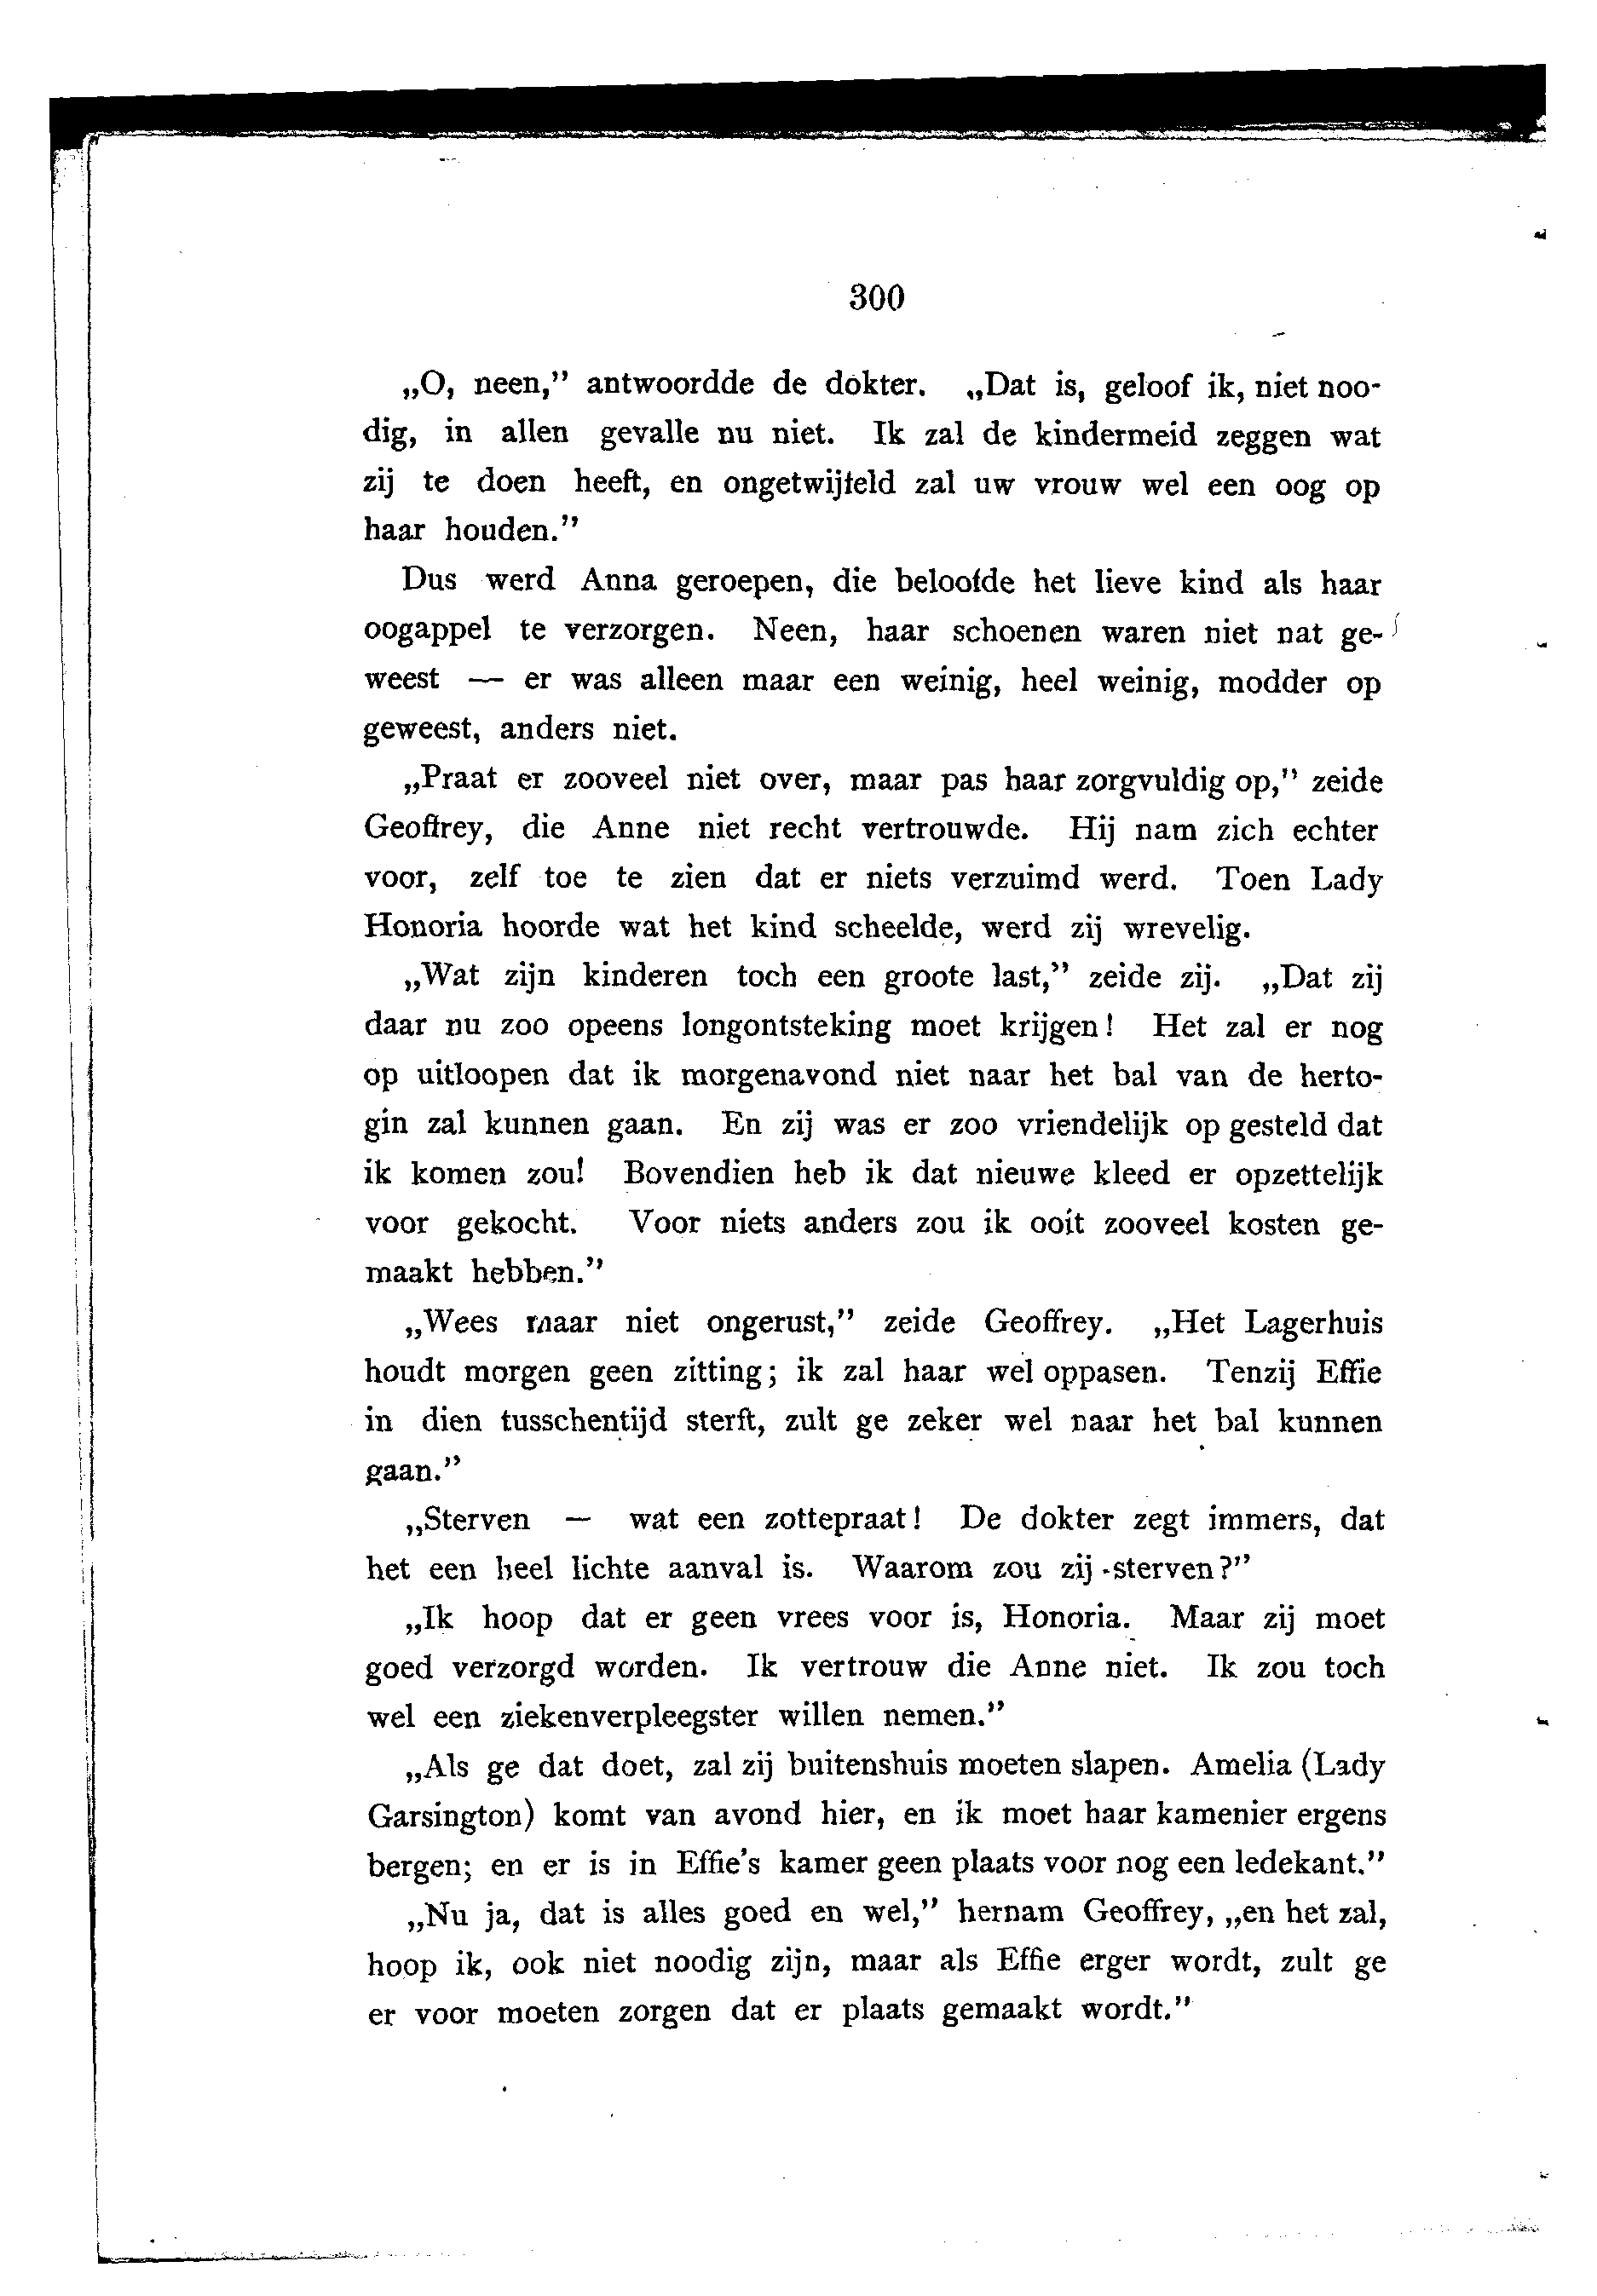 300
„O, neen,” antwoordde de dokter. „Dat is, geloof ik, niet noo-
dig, in allen gevalle nu niet. Ik zal de kindermeid zeggen wat
zij te doen heeft, en ongetwijfeld zal uw vrouw wel een oog op
haar houden.”
Dus werd Anna geroepen, die beloofde het lieve kind als haar
oogappel te verzorgen. Neen, haar schoenen waren niet nat ge-
weest — er was alleen maar een weinig, heel weinig, modder op
geweest, anders niet.
„Praat er zooveel niet over, maar pas haar zorgvuldig op,” zeide
Geoffrey, die Anne niet recht vertrouwde. Hij nam zich echter
voor, zelf toe te zien dat er niets verzuimd werd. Toen Lady
Honoria hoorde wat het kind scheelde, werd zij wrevelig.
„Wat zijn kinderen toch een groote last,” zeide zij. „Dat zij
daar nu zoo opeens longontsteking moet krijgen! Het zal er nog
op uitloopen dat ik morgenavond niet naar het bal van de herto-
gin zal kunnen gaan. En zij was er zoo vriendelijk op gesteld dat
ik komen zou! Bovendien heb ik dat nieuwe kleed er opzettelijk
voor gekocht. Voor niets anders zou ik ooit zooveel kosten ge-
maakt hebben.”
„Wees maar niet ongerust,” zeide Geoffrey. „Het Lagerhuis
houdt morgen geen zitting; ik zal haar wel oppasen. Tenzij Effie
in dien tusschentijd sterft, zult ge zeker wel naar het bal kunnen
gaan.”
„Sterven — wat een zottepraat! De dokter zegt immers, dat
het een heel lichte aanval is. Waarom zou zij sterven?”
„Ik hoop dat er geen vrees voor is, Honoria. Maar zij moet
goed verzorgd worden. Ik vertrouw die Anne niet. Ik zou toch
wel een ziekenverpleegster willen nemen.”
„Als ge dat doet, zal zij buitenshuis moeten slapen. Amelia (Lady
Garsington) komt van avond hier, en ik moet haar kamenier ergens
bergen; en er is in Effie's kamer geen plaats voor nog een ledekant.”
„Nu ja, dat is alles goed en wel,” hernam Geoffrey, „en het zal,
hoop ik, ook niet noodig zijn, maar als Effie erger wordt, zult ge
er voor moeten zorgen dat er plaats gemaakt wordt.”